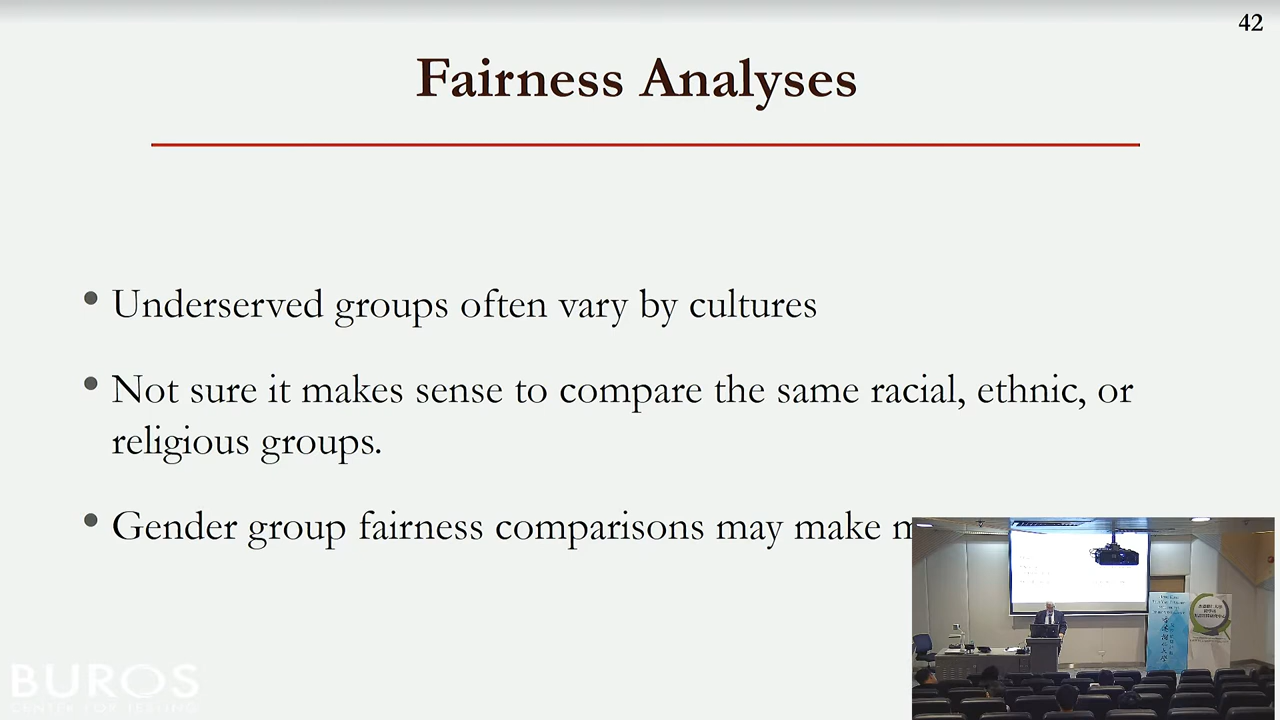 42
Fairness Analyses
• Underserved groups often vary by cultures
• Not sure it makes sense to compare the same racial, ethnic, or
religious groups.
• Gender group fairness comparisons may make
BUROS
CENTER FOR TESTING